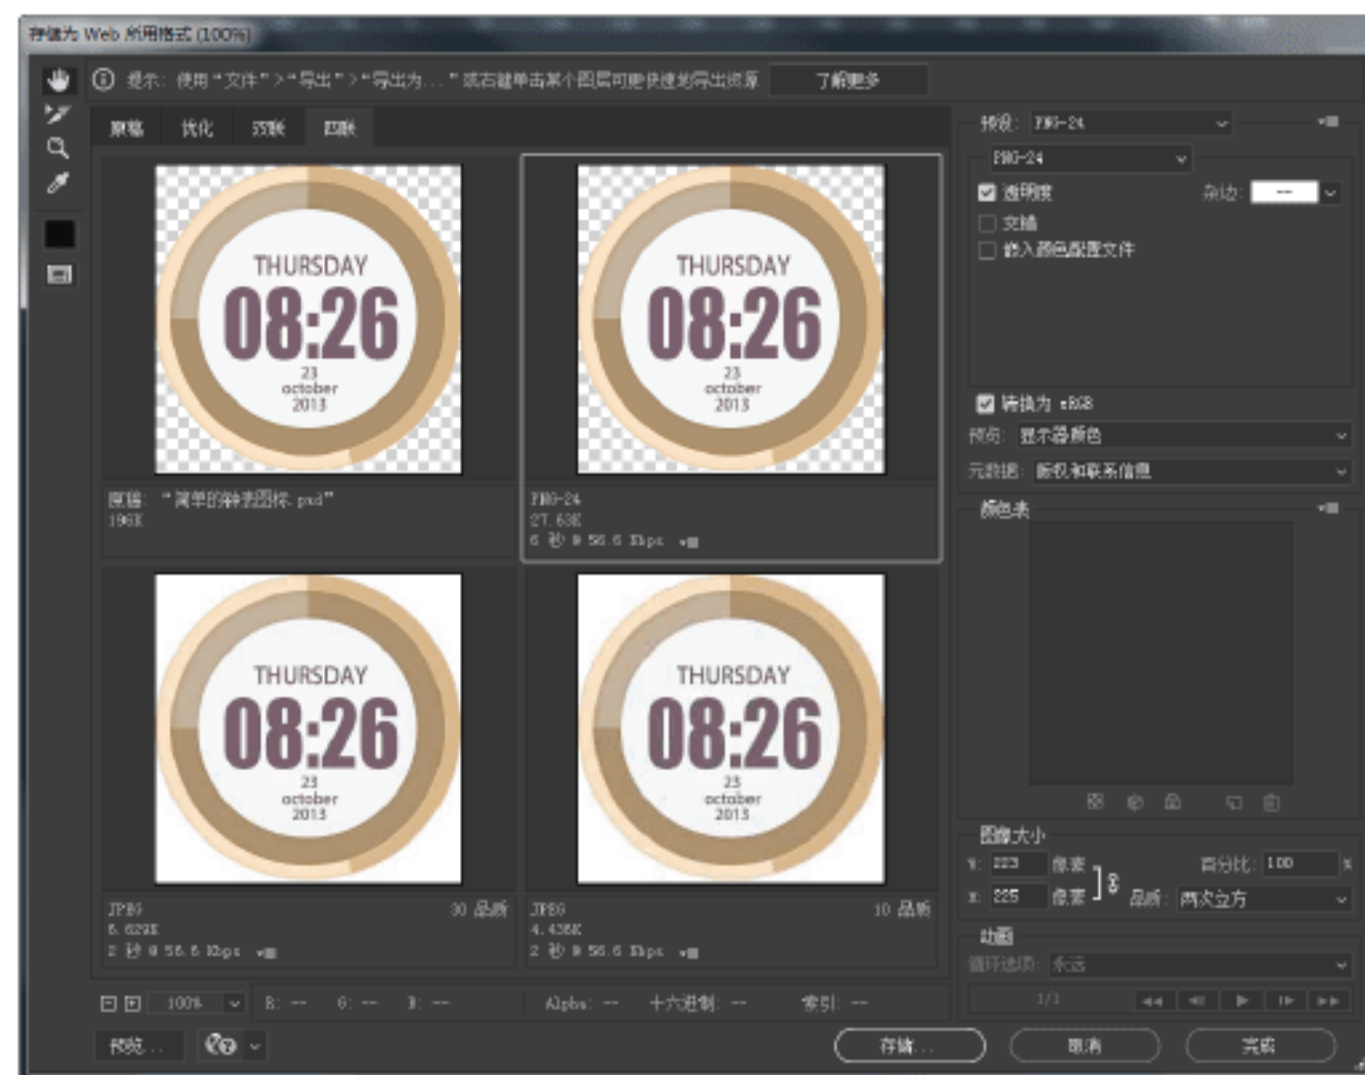 存储为 Web 所用格式 (100%)
提示: 使用 "文件" > "导出" > "导出为..." 或右键单击某个图层可更快速地导出资源 了解更多
原稿 优化 双联 四联
预设: PNG-24
PNG-24
透明度 杂边: --
交错
嵌入颜色配置文件
转换为 sRGB
预览: 显示器颜色
元数据: 版权和联系信息
颜色表
THURSDAY
08:26
23
october
2013
原稿: "简单的钟表图标.psd"
196K
THURSDAY
08:26
23
october
2013
PNG-24
27.63K
6 秒 @ 56.6 Kbps
THURSDAY
08:26
23
october
2013
JPEG 30 品质
6.629K
2 秒 @ 56.6 Kbps
THURSDAY
08:26
23
october
2013
JPEG 10 品质
4.436K
2 秒 @ 56.6 Kbps
图像大小
W: 223 像素 百分比: 100 %
H: 225 像素 品质: 两次立方
动画
循环选项: 永远
1/1
100% R: -- G: -- B: -- Alpha: -- 十六进制: -- 索引: --
预览... 存储... 取消 完成